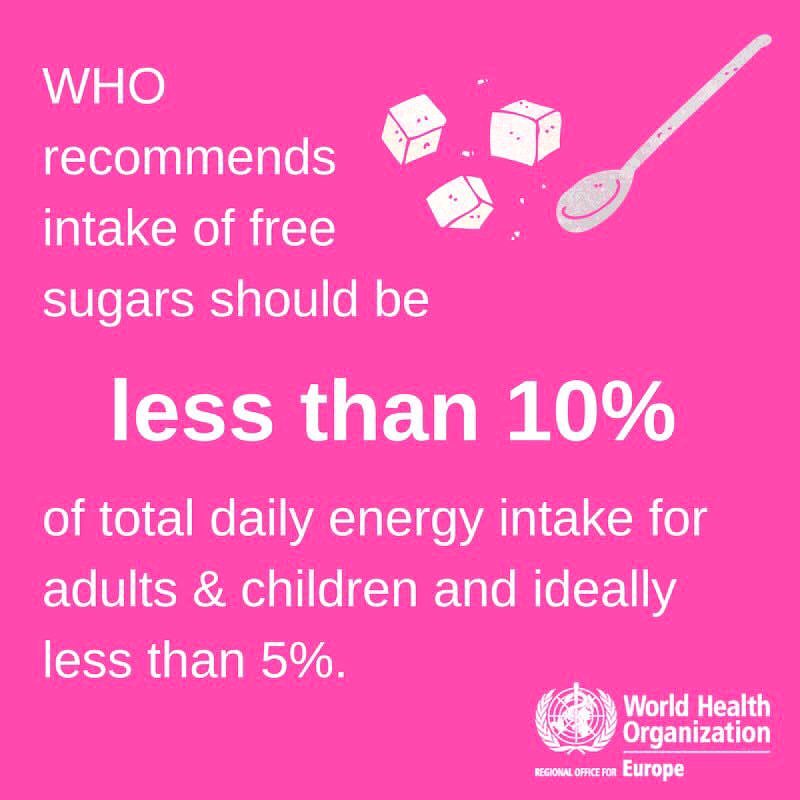 WHO
recommends
intake of free
sugars should be
less than 10%
of total daily energy intake for
adults & children and ideally
less than 5%.
World Health
Organization
REGIONAL OFFICE FOR Europe